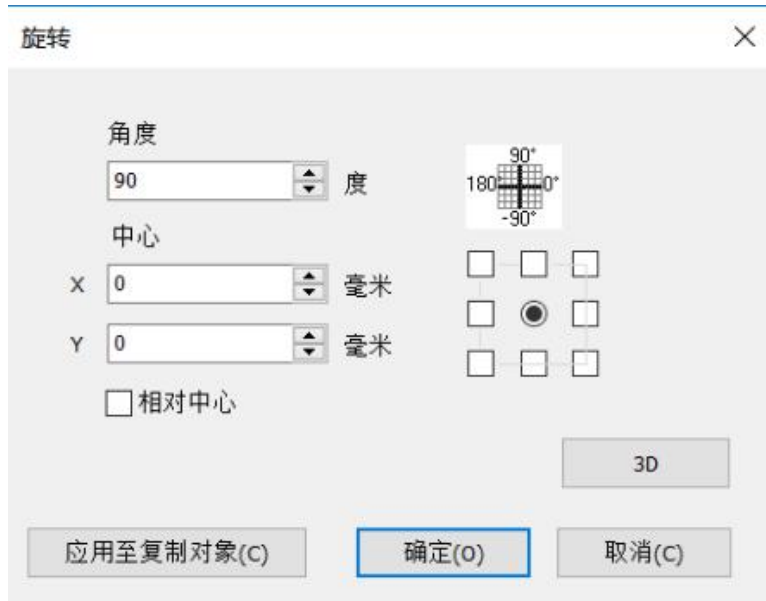 旋转
角度
90 度
90°
180° 0°
-90°
中心
X 0 毫米
Y 0 毫米
相对中心
3D
应用至复制对象(C) 确定(O) 取消(C)